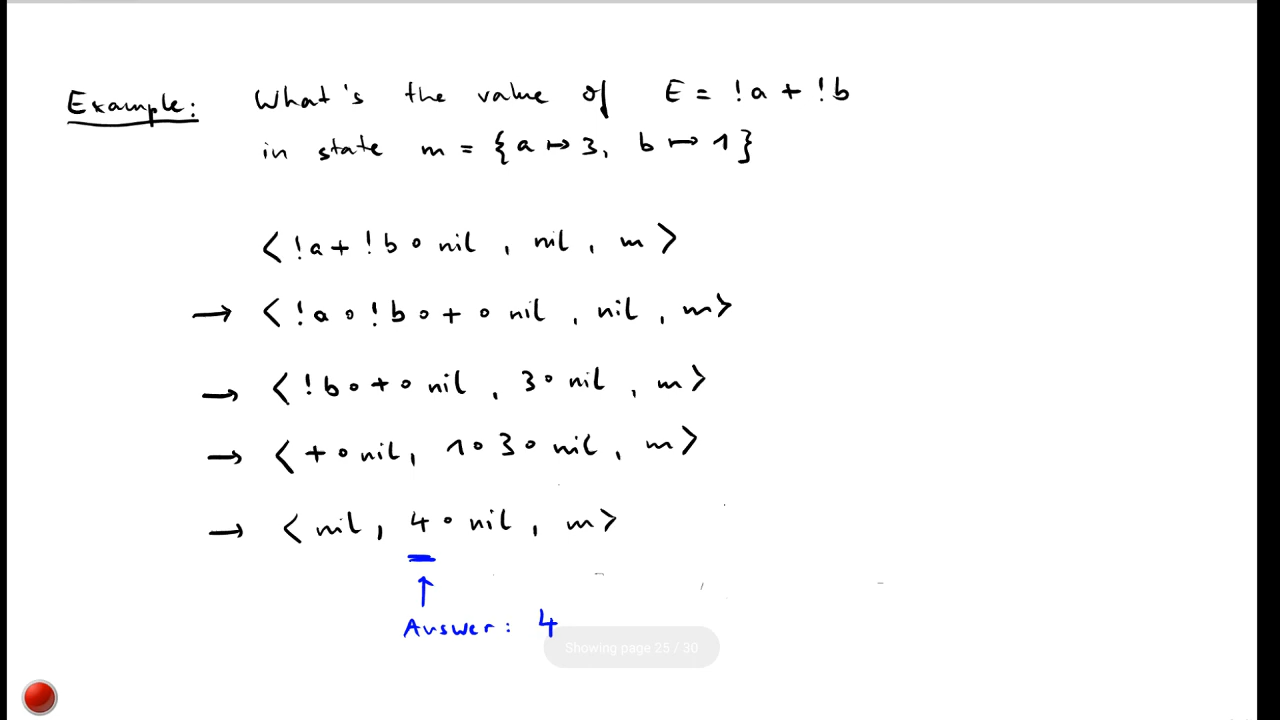 Example: What's the value of E = !a + !b
in state m = {a ↦ 3, b ↦ 1}
< !a + !b ∘ nil , nil , m >
→ < !a ∘ !b ∘ + ∘ nil , nil , m >
→ < !b ∘ + ∘ nil , 3 ∘ nil , m >
→ < + ∘ nil , 1 ∘ 3 ∘ nil , m >
→ < nil , 4 ∘ nil , m >
↑
Answer: 4
Showing page 25 / 30